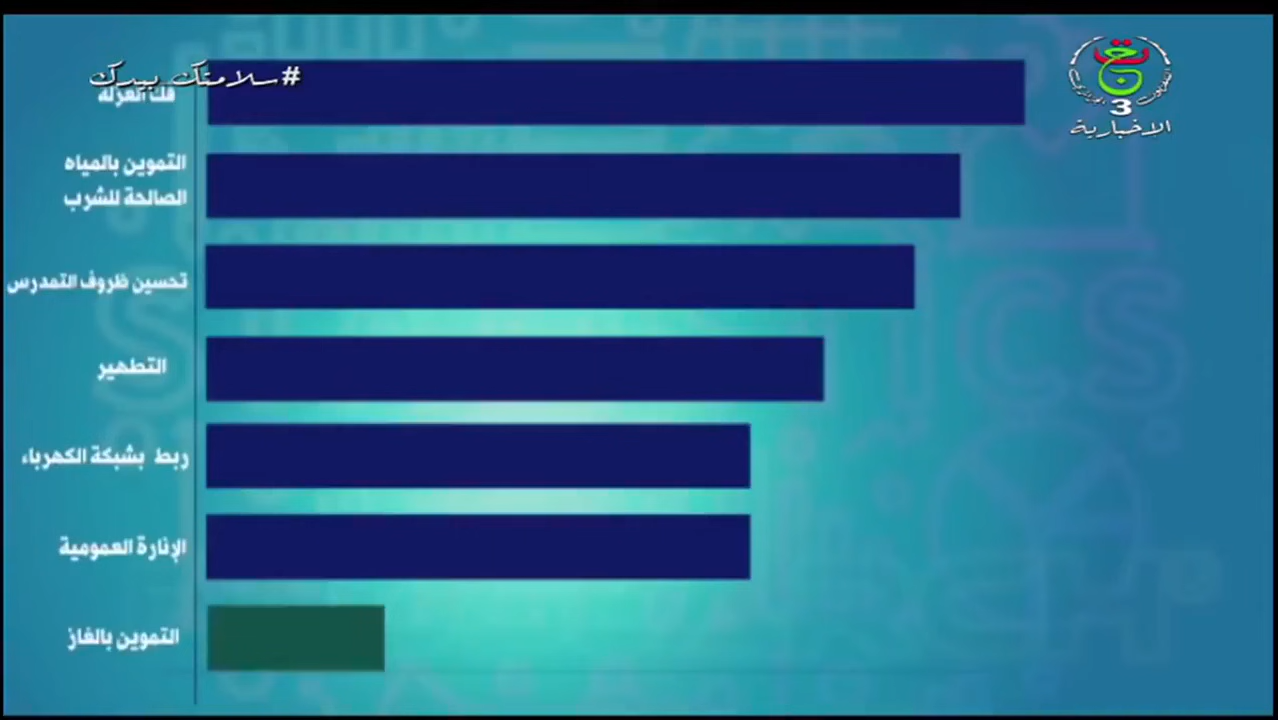 #سلامتك بيدك
فك العزلة
التموين بالمياه
الصالحة للشرب
تحسين ظروف التمدرس
التطهير
ربط بشبكة الكهرباء
الإنارة العمومية
التموين بالغاز
3
الاخبارية